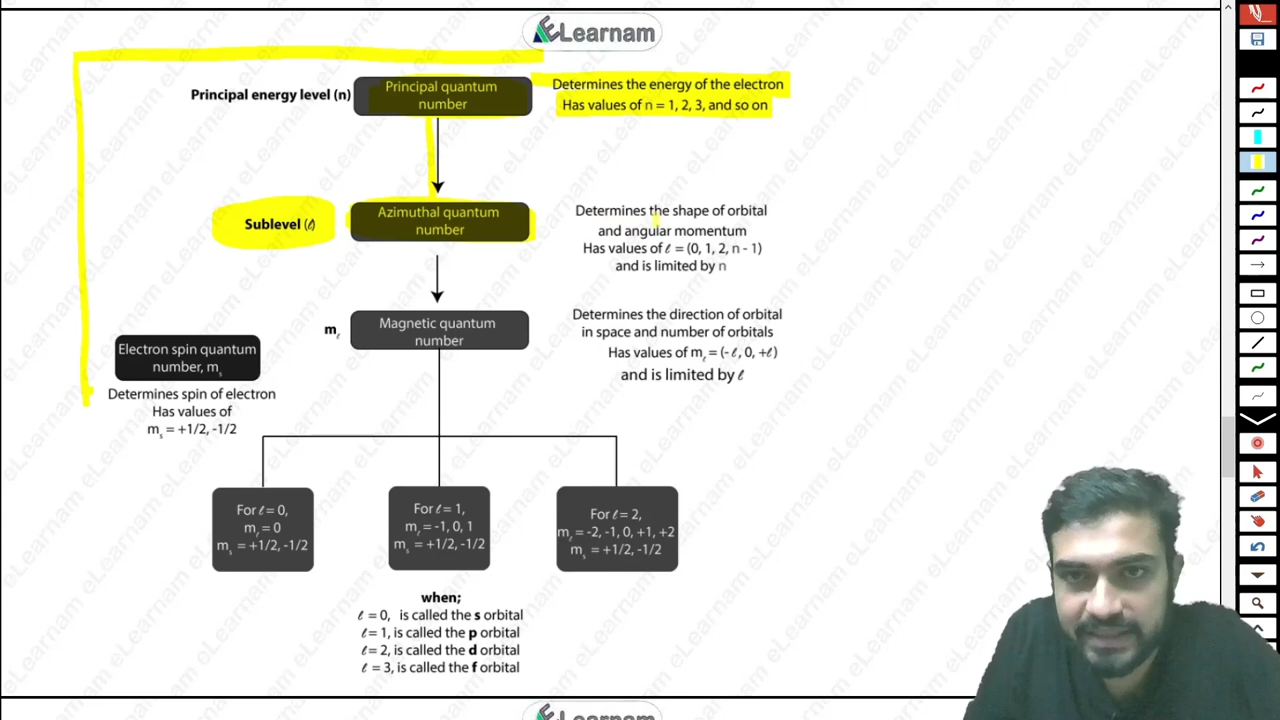 eLearnam
Principal energy level (n)
Principal quantum
number
Determines the energy of the electron
Has values of n = 1, 2, 3, and so on
Sublevel (ℓ)
Azimuthal quantum
number
Determines the shape of orbital
and angular momentum
Has values of ℓ = (0, 1, 2, n - 1)
and is limited by n
mℓ
Magnetic quantum
number
Determines the direction of orbital
in space and number of orbitals
Has values of mℓ = (-ℓ, 0, +ℓ)
and is limited by ℓ
Electron spin quantum
number, ms
Determines spin of electron
Has values of
ms = +1/2, -1/2
For ℓ = 0,
mℓ = 0
ms = +1/2, -1/2
For ℓ = 1,
mℓ = -1, 0, 1
ms = +1/2, -1/2
For ℓ = 2,
mℓ = -2, -1, 0, +1, +2
ms = +1/2, -1/2
when;
ℓ = 0, is called the s orbital
ℓ = 1, is called the p orbital
ℓ = 2, is called the d orbital
ℓ = 3, is called the f orbital
eLearnam